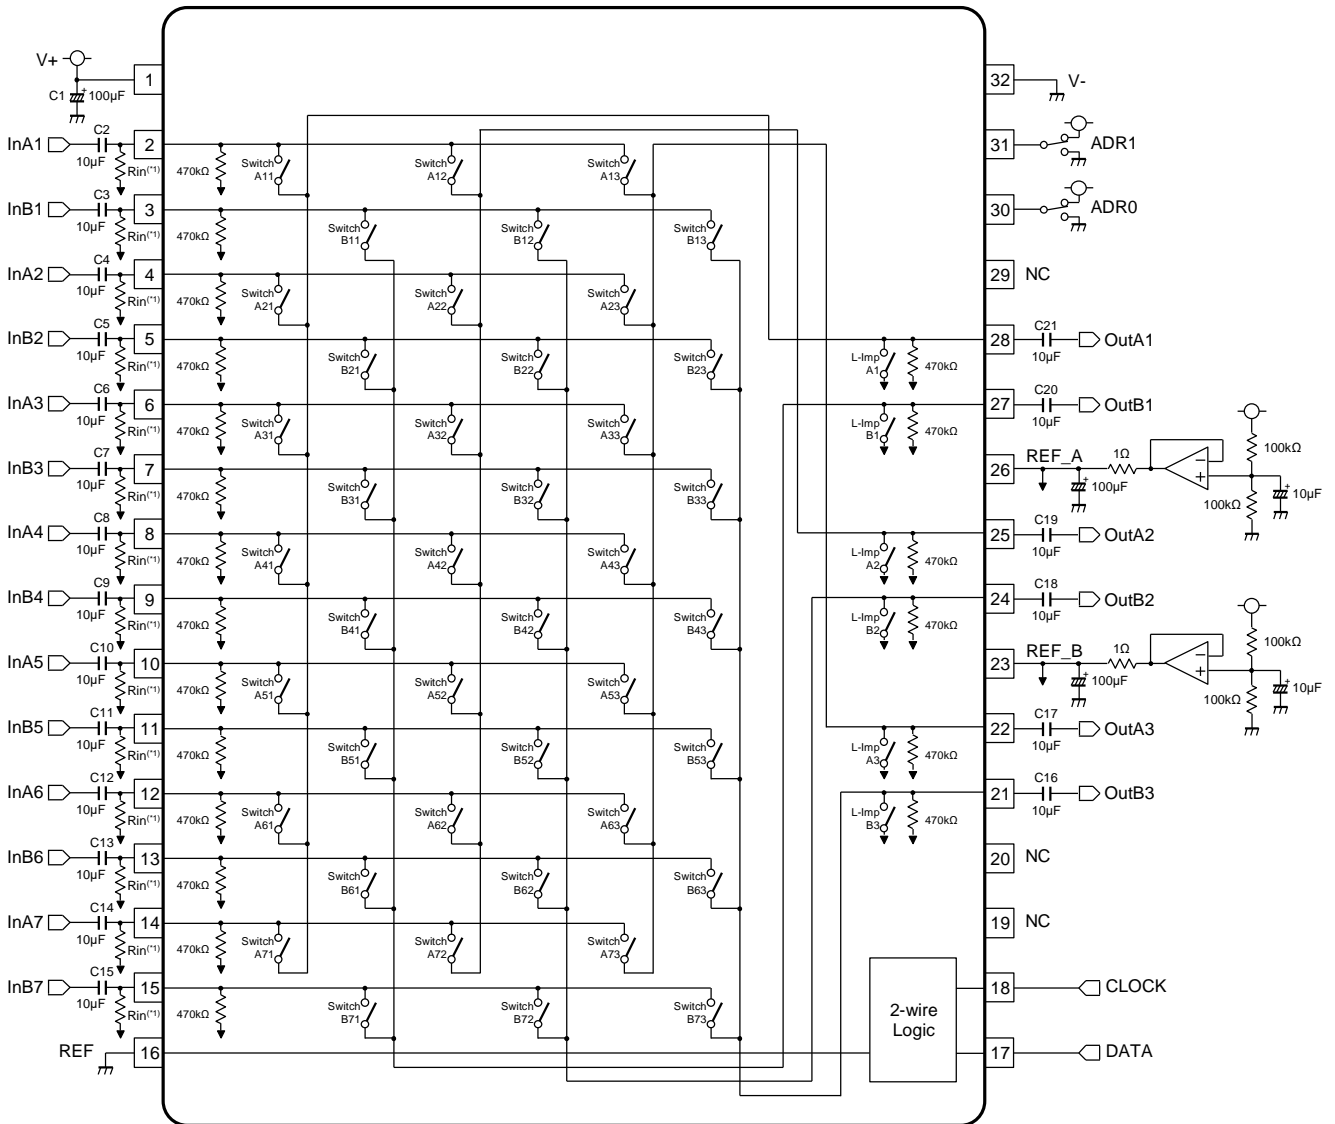 V+
1
C1
+
100µF
32
V-
InA1
C2
10µF
Rin(*1)
2
470kΩ
Switch
A11
Switch
A12
Switch
A13
31
ADR1
InB1
C3
10µF
Rin(*1)
3
470kΩ
Switch
B11
Switch
B12
Switch
B13
30
ADR0
InA2
C4
10µF
Rin(*1)
4
470kΩ
Switch
A21
Switch
A22
Switch
A23
29
NC
InB2
C5
10µF
Rin(*1)
5
470kΩ
Switch
B21
Switch
B22
Switch
B23
L-Imp
A1
470kΩ
28
C21
10µF
OutA1
InA3
C6
10µF
Rin(*1)
6
470kΩ
Switch
A31
Switch
A32
Switch
A33
L-Imp
B1
470kΩ
27
C20
10µF
OutB1
InB3
C7
10µF
Rin(*1)
7
470kΩ
Switch
B31
Switch
B32
Switch
B33
26
REF_A
1Ω
+
100µF
−
+
100kΩ
100kΩ
+
10µF
InA4
C8
10µF
Rin(*1)
8
470kΩ
Switch
A41
Switch
A42
Switch
A43
L-Imp
A2
470kΩ
25
C19
10µF
OutA2
InB4
C9
10µF
Rin(*1)
9
470kΩ
Switch
B41
Switch
B42
Switch
B43
L-Imp
B2
470kΩ
24
C18
10µF
OutB2
InA5
C10
10µF
Rin(*1)
10
470kΩ
Switch
A51
Switch
A52
Switch
A53
23
REF_B
1Ω
+
100µF
−
+
100kΩ
100kΩ
+
10µF
InB5
C11
10µF
Rin(*1)
11
470kΩ
Switch
B51
Switch
B52
Switch
B53
L-Imp
A3
470kΩ
22
C17
10µF
OutA3
InA6
C12
10µF
Rin(*1)
12
470kΩ
Switch
A61
Switch
A62
Switch
A63
L-Imp
B3
470kΩ
21
C16
10µF
OutB3
InB6
C13
10µF
Rin(*1)
13
470kΩ
Switch
B61
Switch
B62
Switch
B63
20
NC
InA7
C14
10µF
Rin(*1)
14
470kΩ
Switch
A71
Switch
A72
Switch
A73
19
NC
InB7
C15
10µF
Rin(*1)
15
470kΩ
Switch
B71
Switch
B72
Switch
B73
2-wire
Logic
18
CLOCK
REF
16
17
DATA